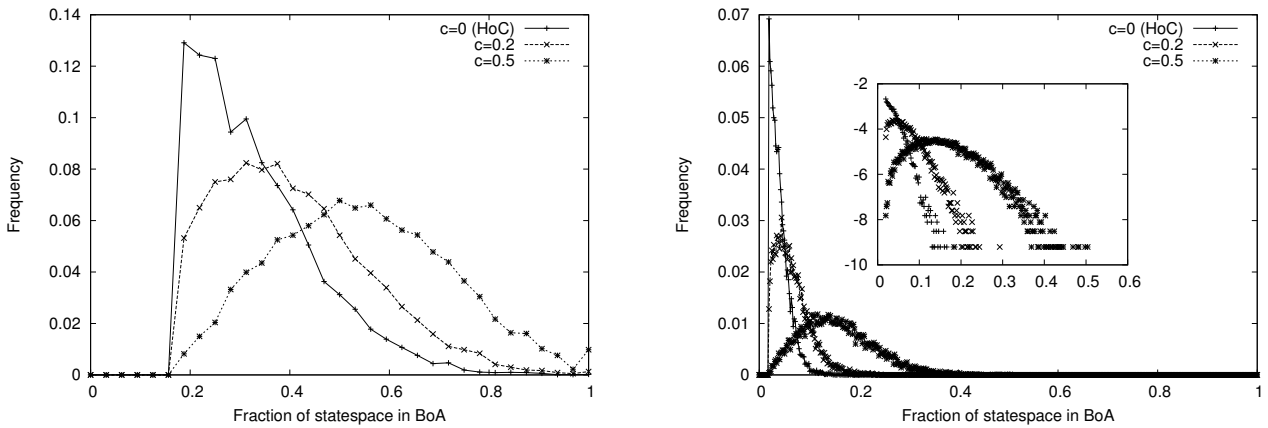 c=0 (HoC)
c=0.2
c=0.5
0.14
0.12
0.1
0.08
0.06
0.04
0.02
0
Frequency
0 0.2 0.4 0.6 0.8 1
Fraction of statespace in BoA
c=0 (HoC)
c=0.2
c=0.5
0.07
0.06
0.05
0.04
0.03
0.02
0.01
0
Frequency
-2
-4
-6
-8
-10
0 0.1 0.2 0.3 0.4 0.5 0.6
0 0.2 0.4 0.6 0.8 1
Fraction of statespace in BoA